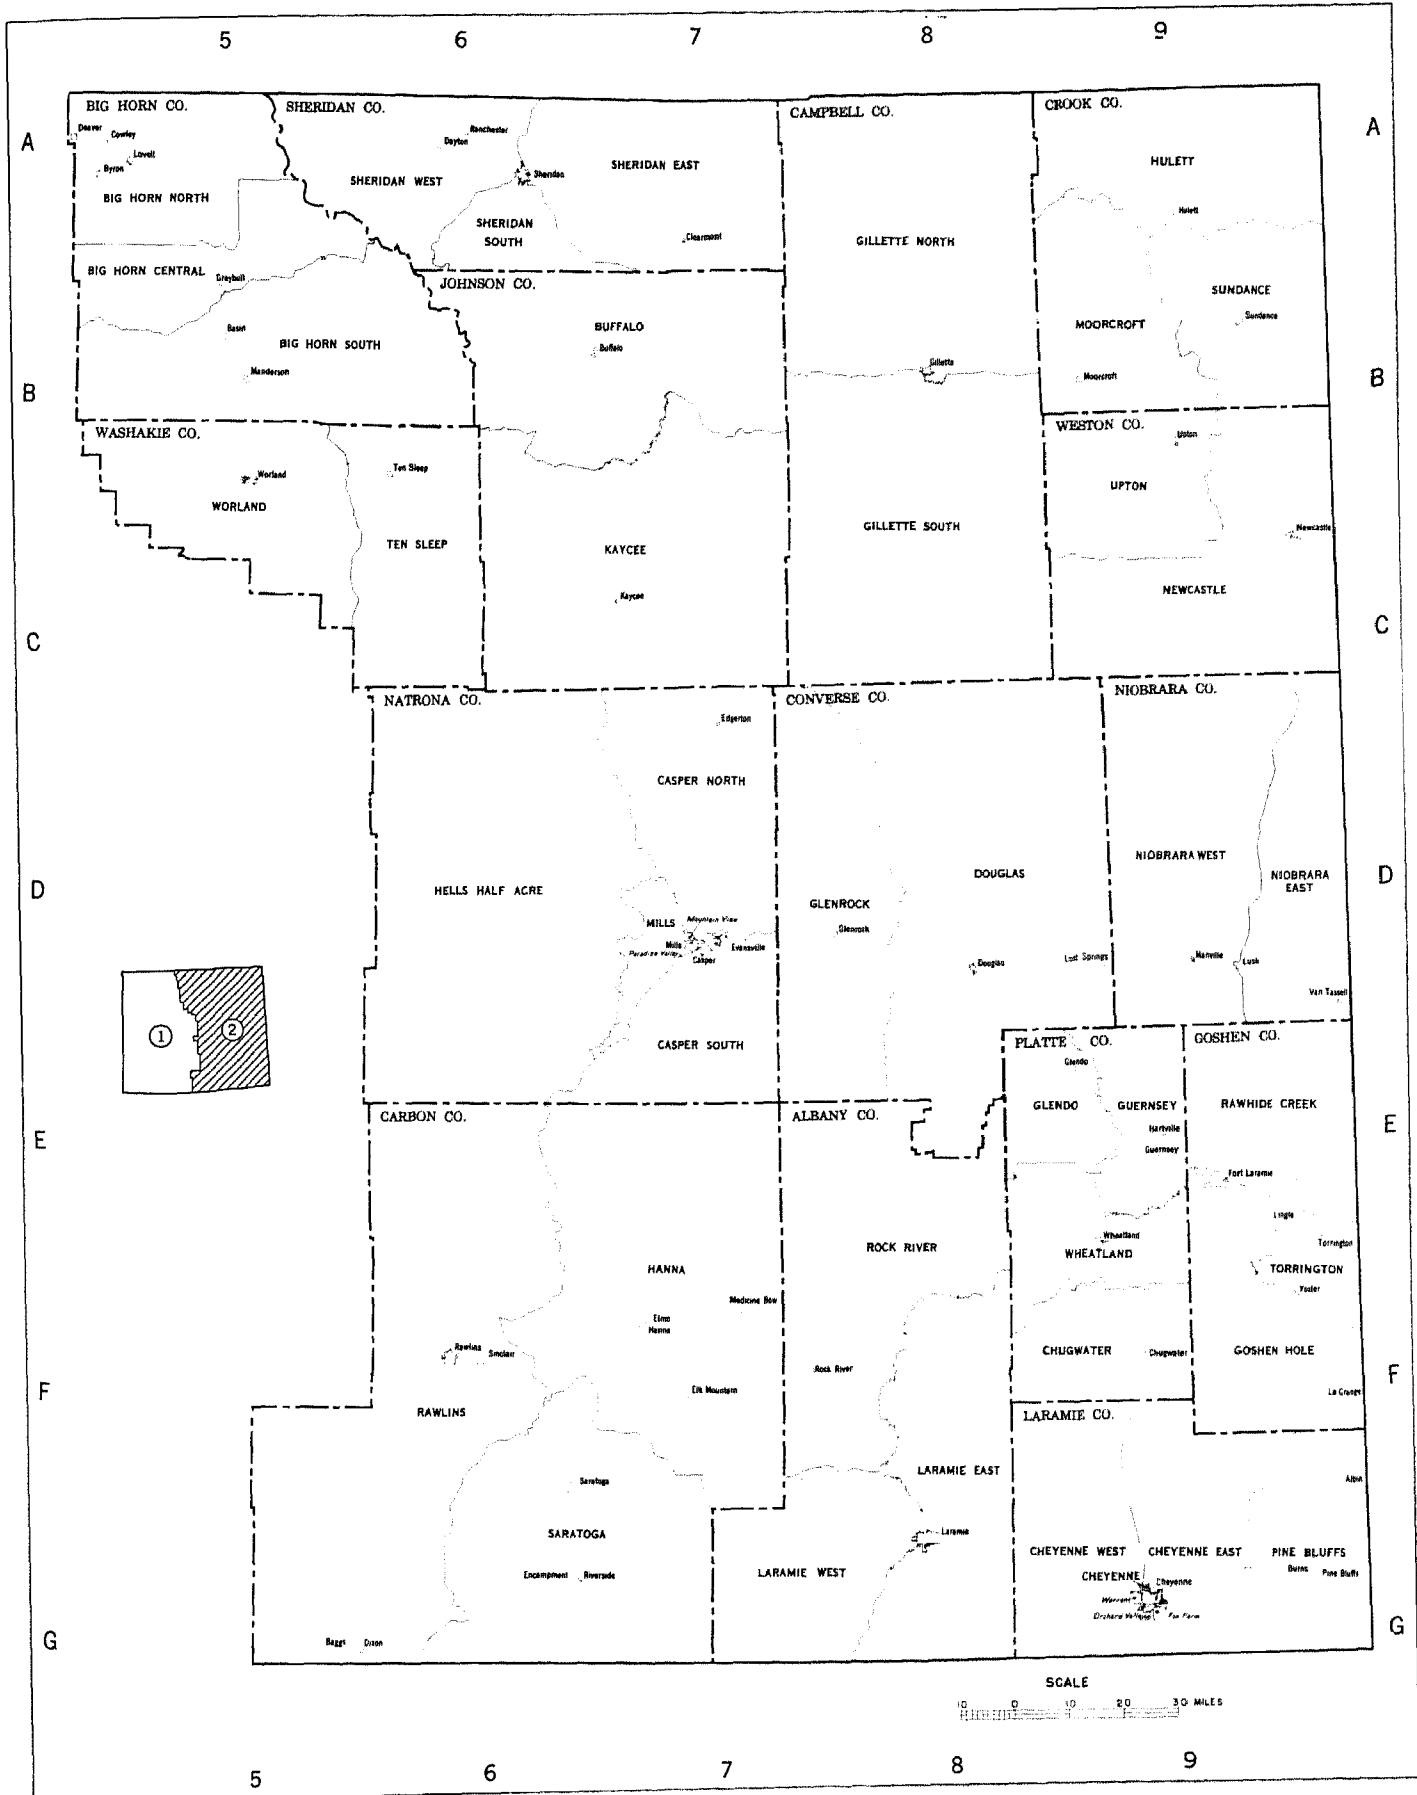 5 6 7 8 9
BIG HORN CO.
SHERIDAN CO.
CAMPBELL CO.
CROOK CO.
A
A
Deaver
Cowley
Lovell
Byron
BIG HORN NORTH
Ranchester
Dayton
Sheridan
SHERIDAN WEST
SHERIDAN EAST
SHERIDAN
SOUTH
Clearmont
HULETT
Hulett
GILLETTE NORTH
BIG HORN CENTRAL
Greybull
JOHNSON CO.
SUNDANCE
Sundance
Basin
BIG HORN SOUTH
BUFFALO
Buffalo
MOORCROFT
Moorcroft
Manderson
Gillette
B
B
WASHAKIE CO.
WESTON CO.
Upton
Worland
Ten Sleep
WORLAND
UPTON
GILLETTE SOUTH
Newcastle
TEN SLEEP
KAYCEE
Kaycee
NEWCASTLE
C
C
NATRONA CO.
CONVERSE CO.
NIOBRARA CO.
Edgerton
CASPER NORTH
NIOBRARA WEST
D
D
HELLS HALF ACRE
DOUGLAS
NIOBRARA
EAST
GLENROCK
Glenrock
MILLS
Mountain View
Mills
Evansville
Paradise Valley
Casper
Douglas
Lost Springs
Manville
Lusk
Van Tassell
1
2
CASPER SOUTH
PLATTE CO.
GOSHEN CO.
Glendo
GLENDO
GUERNSEY
RAWHIDE CREEK
CARBON CO.
ALBANY CO.
E
E
Hartville
Guernsey
Fort Laramie
Lingle
Torrington
ROCK RIVER
Wheatland
WHEATLAND
HANNA
TORRINGTON
Yoder
Medicine Bow
Elmo
Hanna
Rawlins
Sinclair
Rock River
CHUGWATER
Chugwater
GOSHEN HOLE
F
F
Elk Mountain
La Grange
RAWLINS
LARAMIE CO.
LARAMIE EAST
Saratoga
Albin
SARATOGA
Laramie
CHEYENNE WEST
CHEYENNE EAST
PINE BLUFFS
Encampment
Riverside
LARAMIE WEST
CHEYENNE
Cheyenne
Burns
Pine Bluffs
Warren
Orchard Valley
Fox Farm
G
G
Baggs
Dixon
SCALE
10 0 10 20 30 MILES
5 6 7 8 9